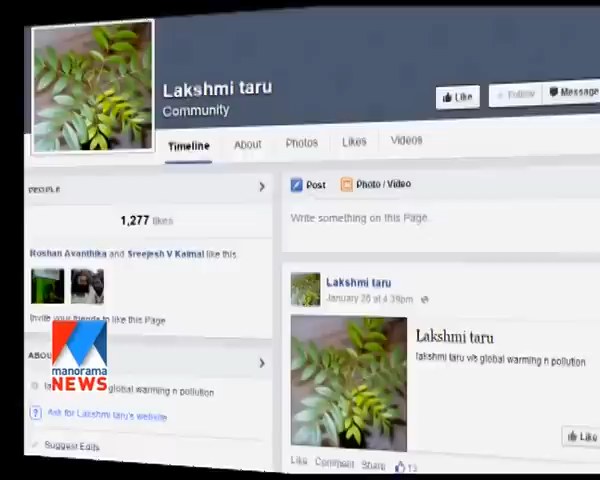 Lakshmi taru
Community
Like
Follow
Message
Timeline About Photos Likes Videos
PEOPLE
1,277 likes
Roshan Avanthika and Sreejesh V Kaimal like this
Invite your friends to like this Page
ABOU
global warming n pollution
Ask for Lakshmi taru's website
Suggest Edits
manorama
NEWS
Post Photo / Video
Write something on this Page
Lakshmi taru
January 26 at 4:39pm
Lakshmi taru
lakshmi taru v/s global warming n pollution
Like
Like Comment Share 13